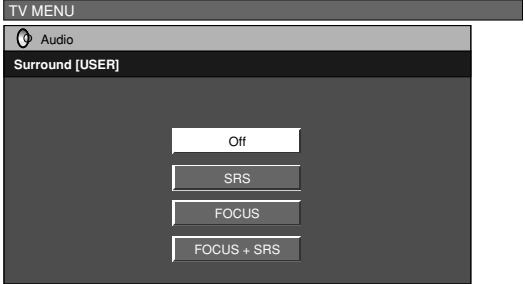 TV MENU
Audio
Surround [USER]
Off
SRS
FOCUS
FOCUS + SRS